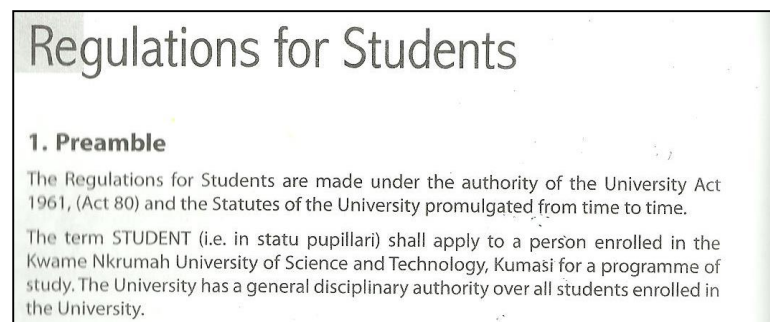 Regulations for Students
1. Preamble
The Regulations for Students are made under the authority of the University Act
1961, (Act 80) and the Statutes of the University promulgated from time to time.
The term STUDENT (i.e. in statu pupillari) shall apply to a person enrolled in the
Kwame Nkrumah University of Science and Technology, Kumasi for a programme of
study. The University has a general disciplinary authority over all students enrolled in
the University.